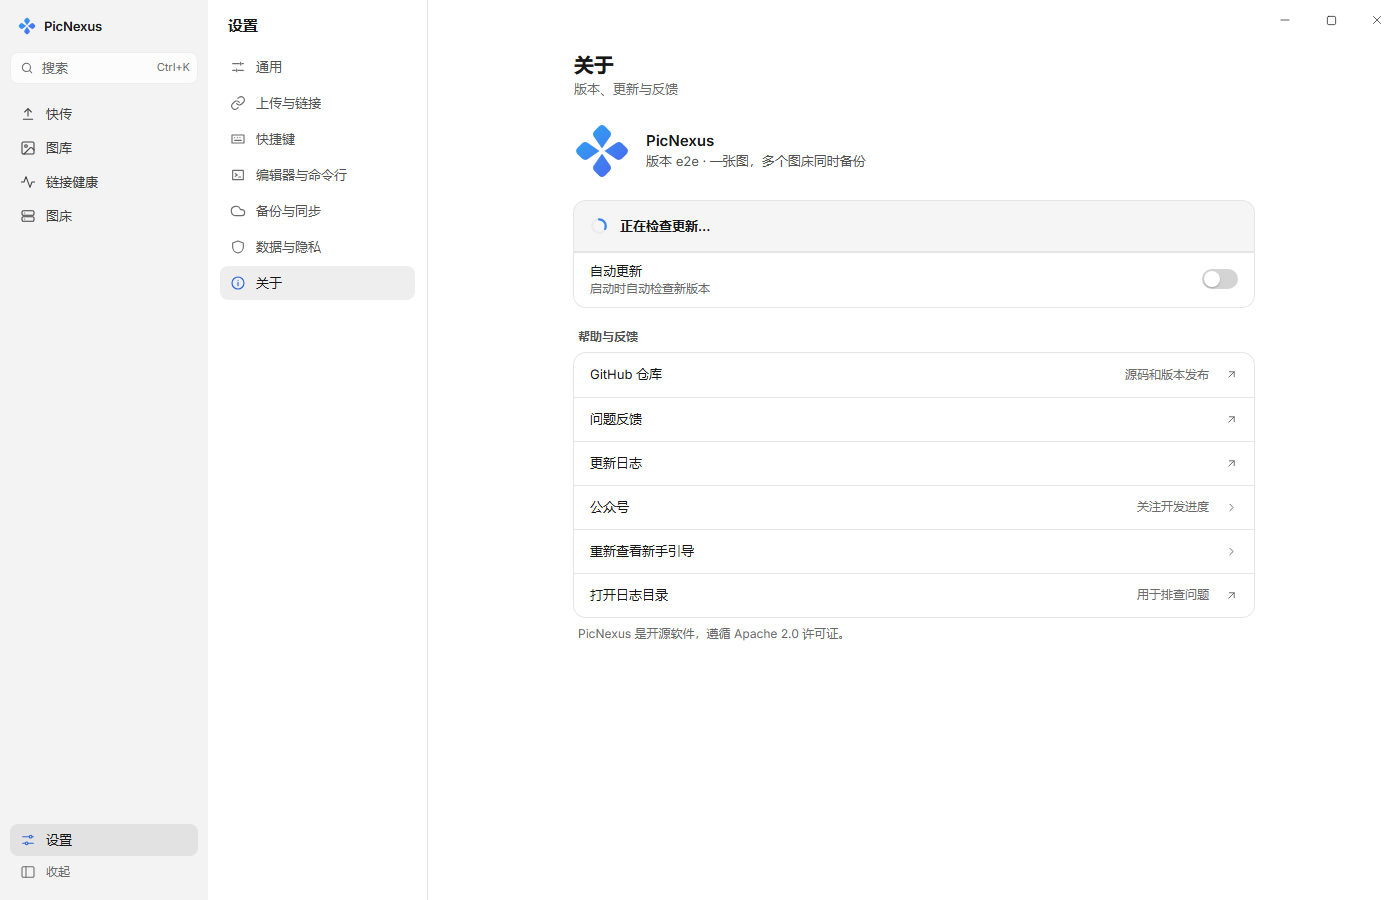 PicNexus
搜索 Ctrl+K
快传
图库
链接健康
图床
设置
收起
设置
通用
上传与链接
快捷键
编辑器与命令行
备份与同步
数据与隐私
关于
关于
版本、更新与反馈
PicNexus
版本 e2e · 一张图，多个图床同时备份
正在检查更新...
自动更新
启动时自动检查新版本
帮助与反馈
GitHub 仓库 源码和版本发布
问题反馈
更新日志
公众号 关注开发进度
重新查看新手引导
打开日志目录 用于排查问题
PicNexus 是开源软件，遵循 Apache 2.0 许可证。